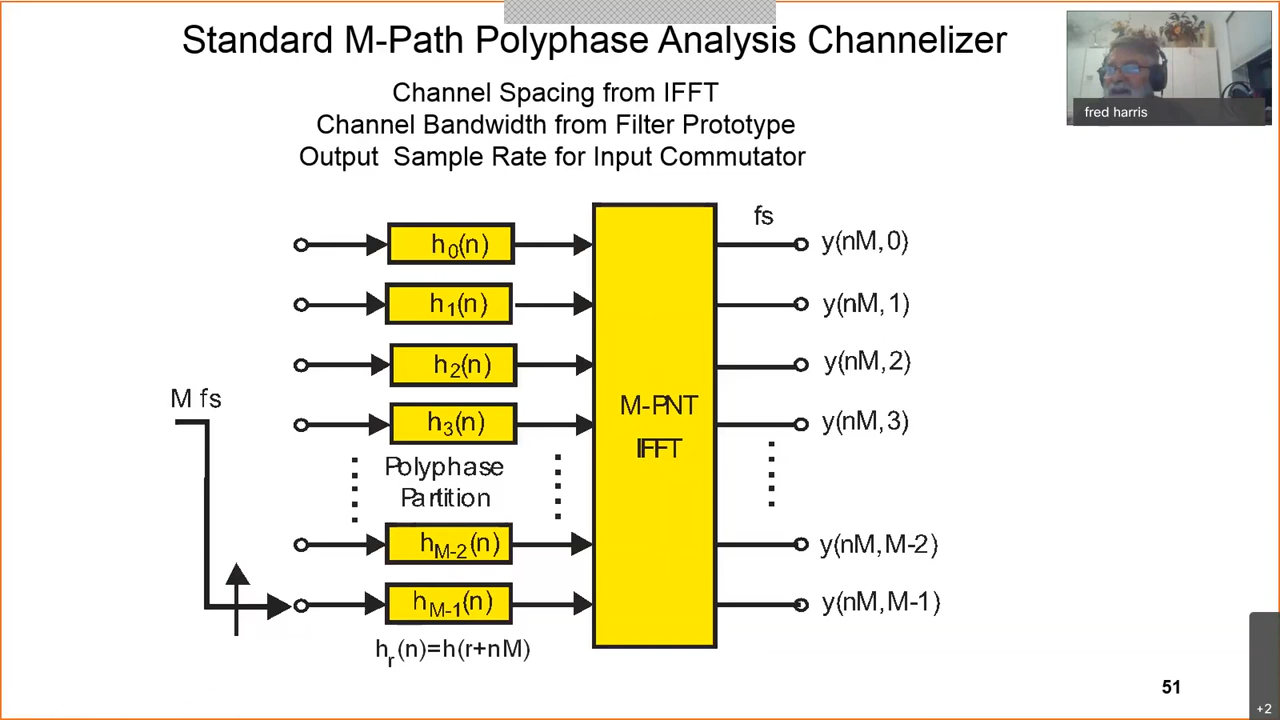 Standard M-Path Polyphase Analysis Channelizer
fred harris
Channel Spacing from IFFT
Channel Bandwidth from Filter Prototype
Output Sample Rate for Input Commutator
fs
h0(n)
y(nM,0)
h1(n)
y(nM,1)
h2(n)
y(nM,2)
M fs
h3(n)
M-PNT
IFFT
y(nM,3)
Polyphase
Partition
hM-2(n)
y(nM,M-2)
hM-1(n)
y(nM,M-1)
hr(n)=h(r+nM)
51
+2